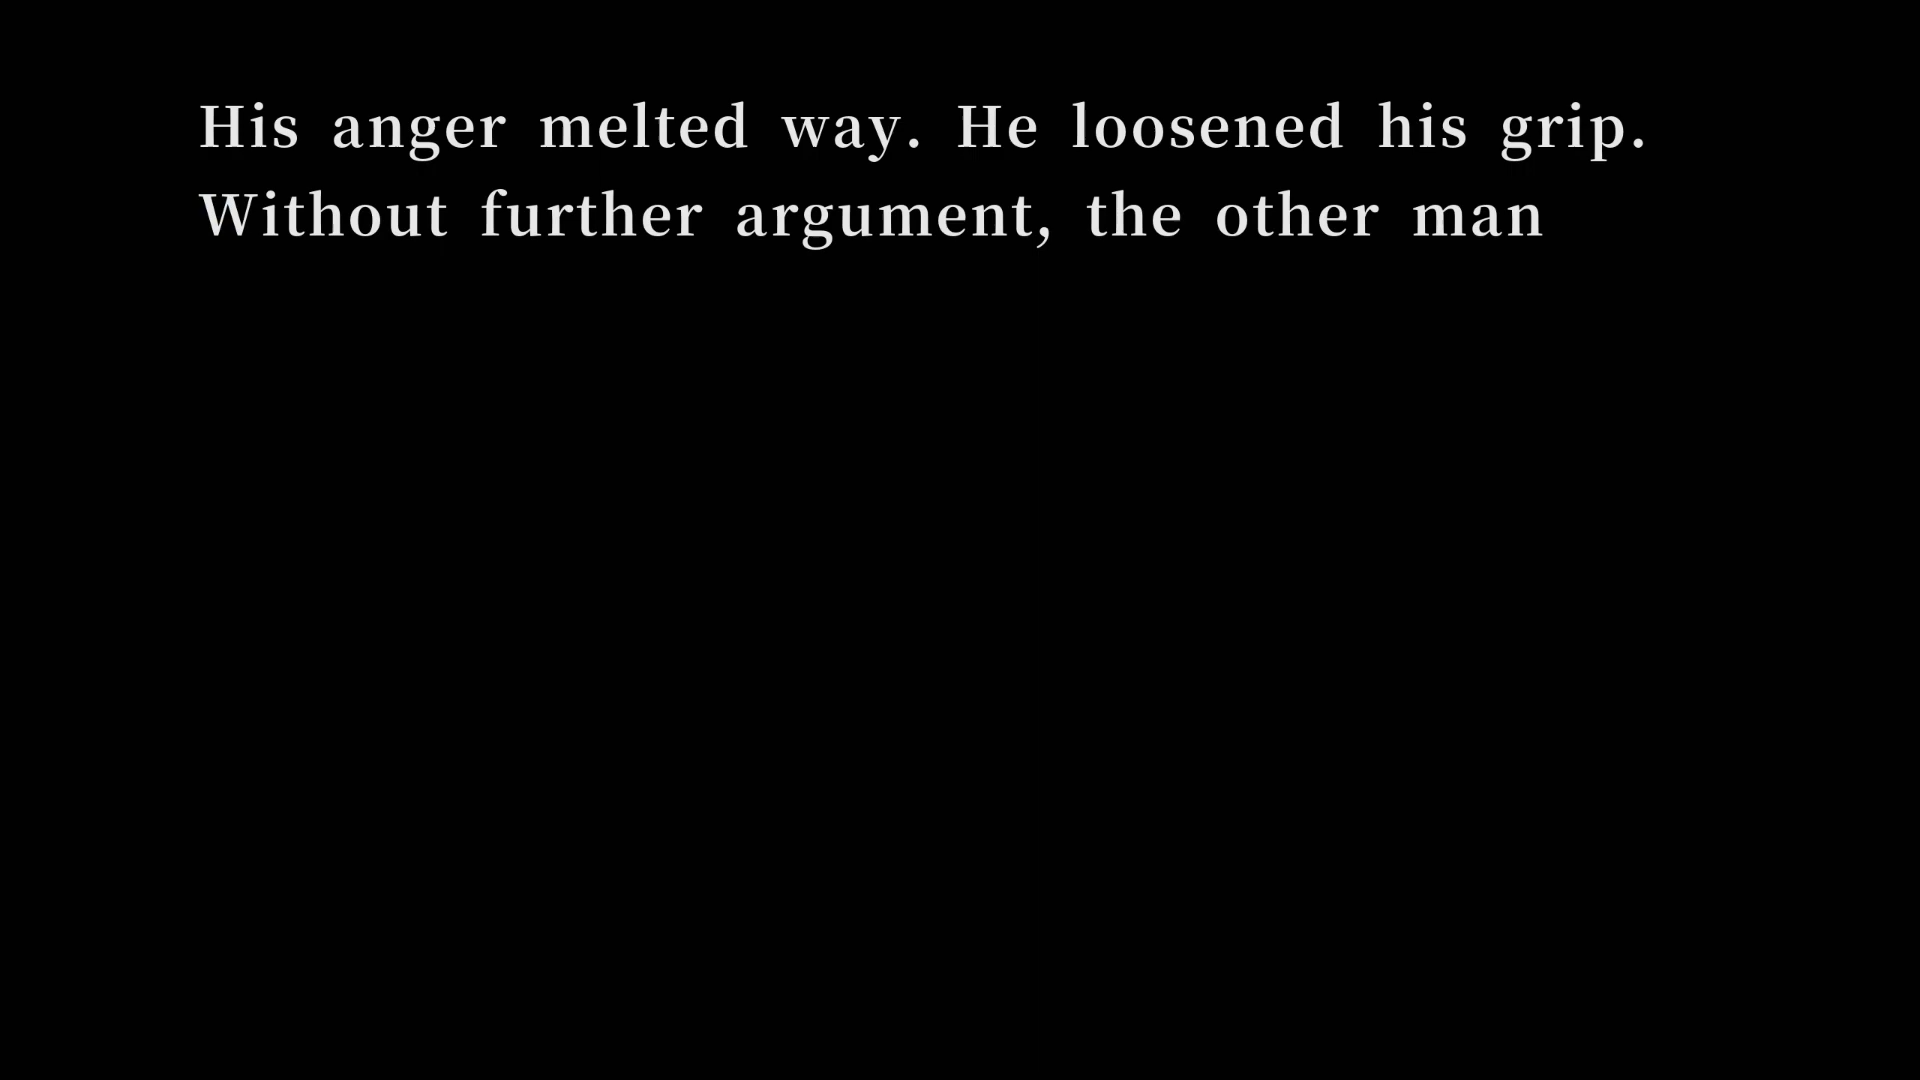 His anger melted way. He loosened his grip.
Without further argument, the other man